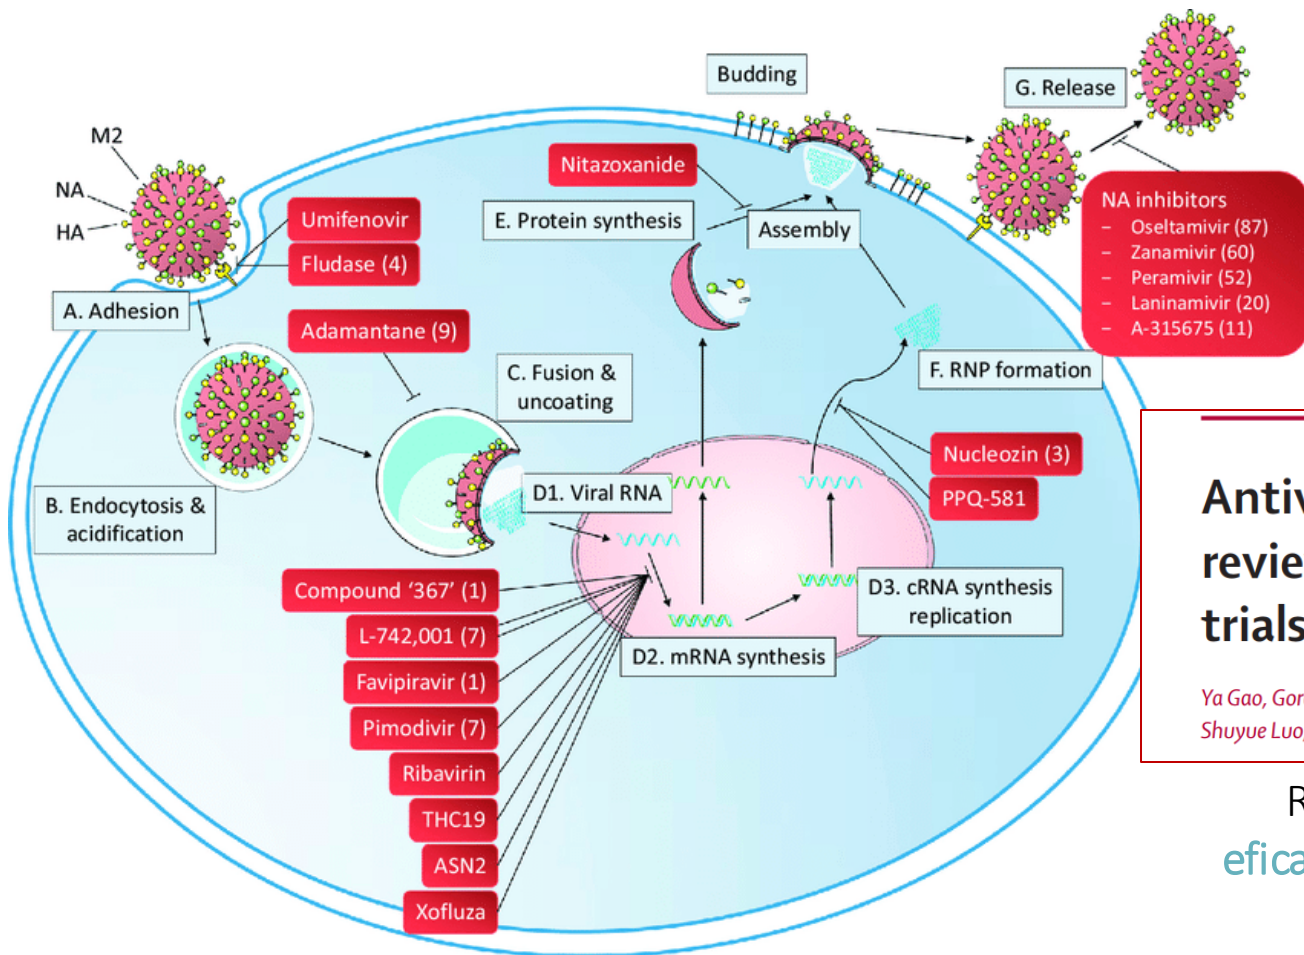 Budding
G. Release
M2
NA
HA
Nitazoxanide
Umifenovir
Fludase (4)
E. Protein synthesis
Assembly
NA inhibitors
– Oseltamivir (87)
– Zanamivir (60)
– Peramivir (52)
– Laninamivir (20)
– A-315675 (11)
A. Adhesion
Adamantane (9)
C. Fusion &
uncoating
F. RNP formation
Nucleozin (3)
PPQ-581
B. Endocytosis &
acidification
D1. Viral RNA
D3. cRNA synthesis
replication
D2. mRNA synthesis
Compound ‘367’ (1)
L-742,001 (7)
Favipiravir (1)
Pimodivir (7)
Ribavirin
THC19
ASN2
Xofluza
Antiv
revie
trials
Ya Gao, Gor
Shuyue Luo,
R
efica